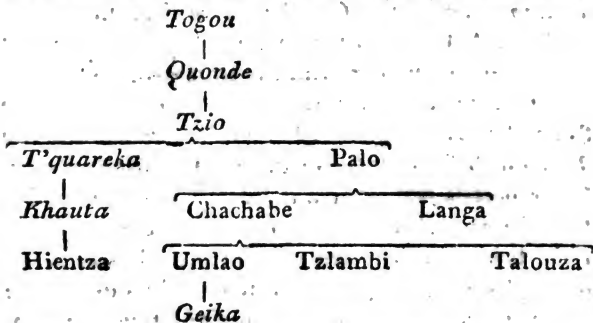 Togou
Quonde
Tzio
T'quareka Palo
Khauta Chachabe Langa
Hientza Umlao Tzlambi Talouza
Geika